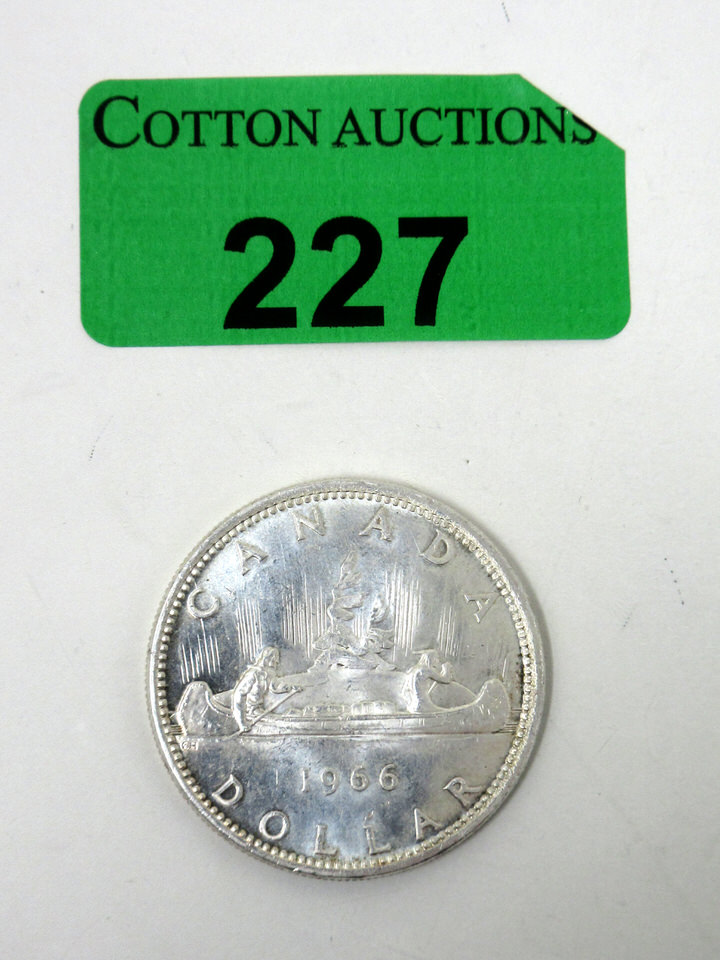 COTTON AUCTIONS
227
CANADA
1966
DOLLAR